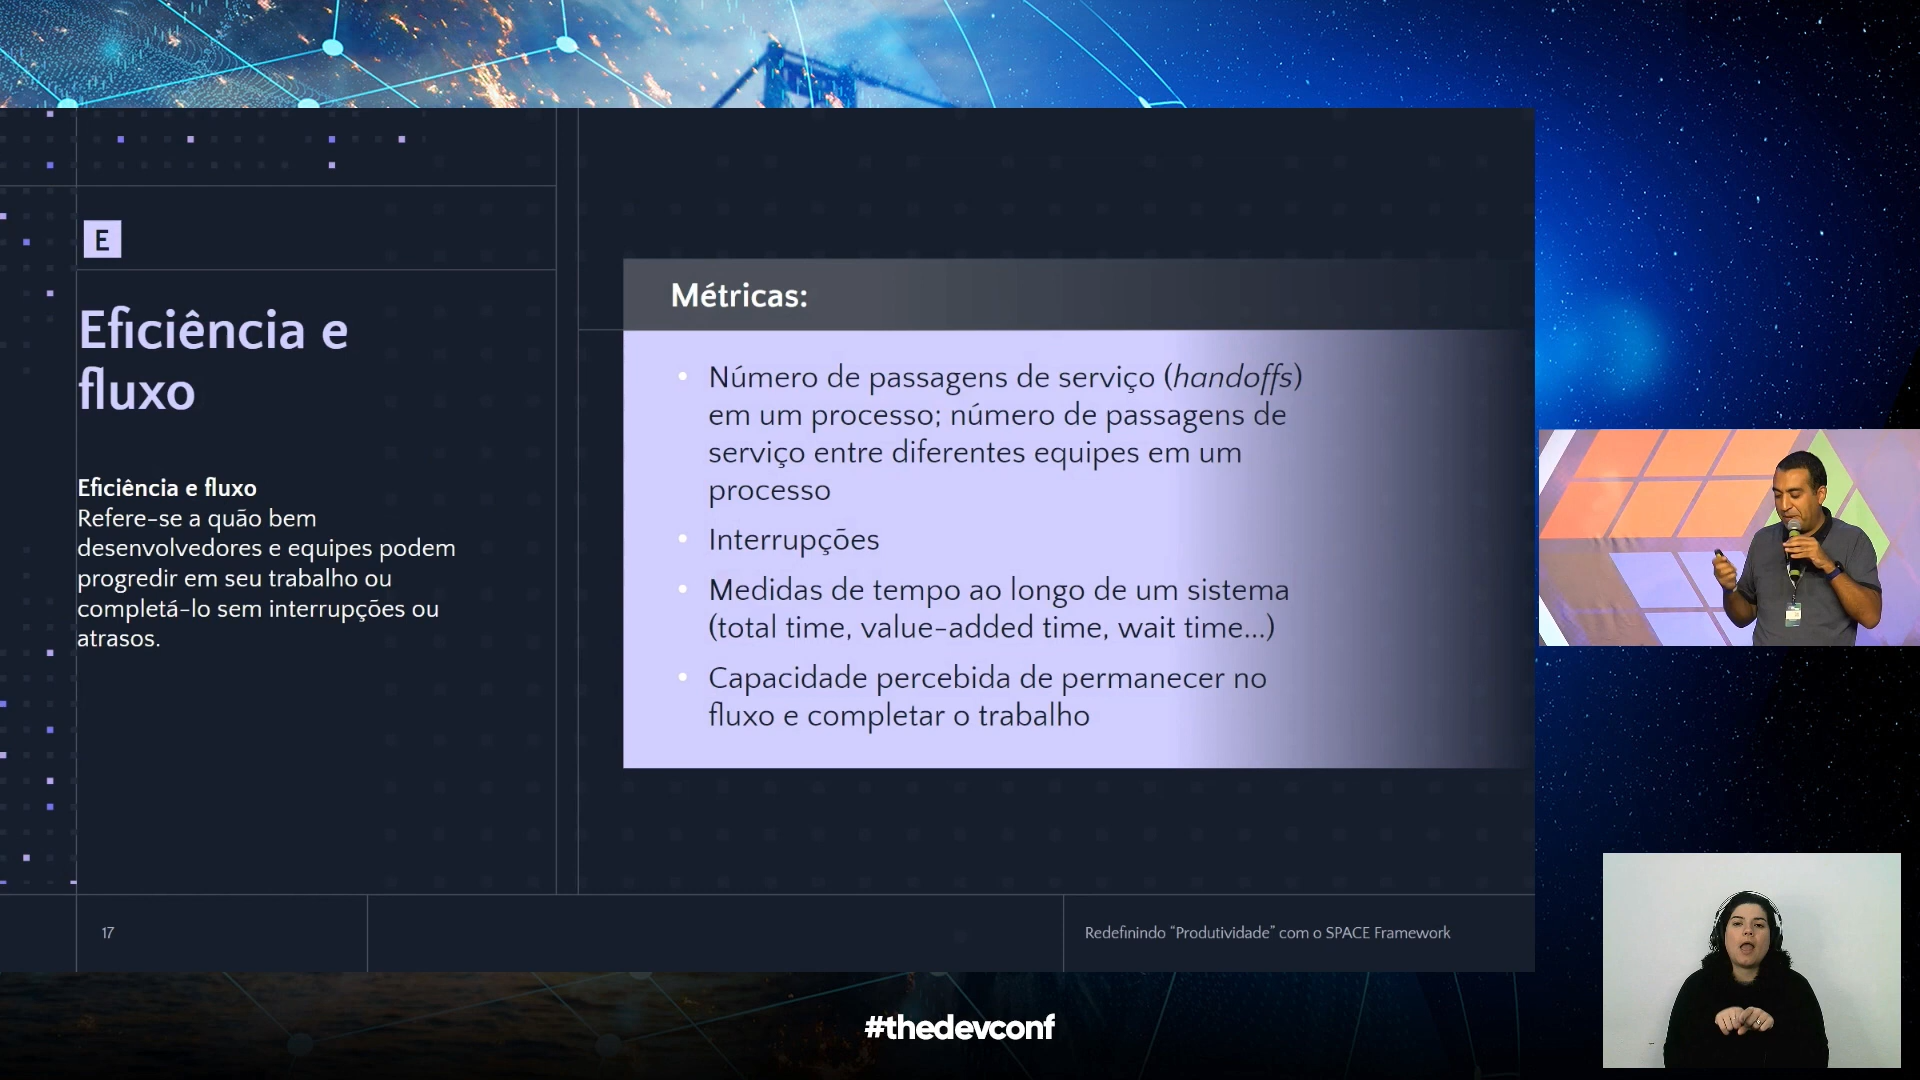 E
Eficiência e
fluxo
Eficiência e fluxo
Refere-se a quão bem
desenvolvedores e equipes podem
progredir em seu trabalho ou
completá-lo sem interrupções ou
atrasos.
Métricas:
• Número de passagens de serviço (handoffs)
em um processo; número de passagens de
serviço entre diferentes equipes em um
processo
• Interrupções
• Medidas de tempo ao longo de um sistema
(total time, value-added time, wait time...)
• Capacidade percebida de permanecer no
fluxo e completar o trabalho
17
Redefinindo “Produtividade” com o SPACE Framework
#thedevconf